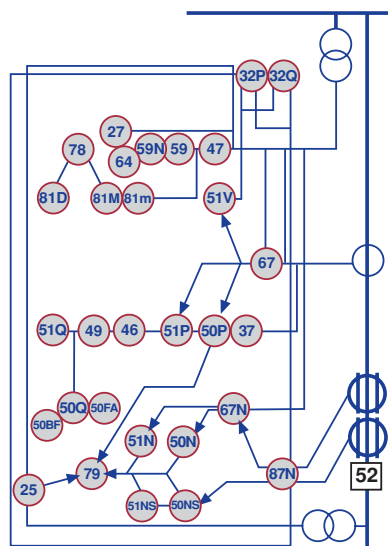 32P 32Q
27
78 59N 59 47
64
81D 81M 81m 51V
67
51Q 49 46 51P 50P 37
50Q 50FA
50BF
67N
51N 50N
79 87N 52
25
51NS 50NS